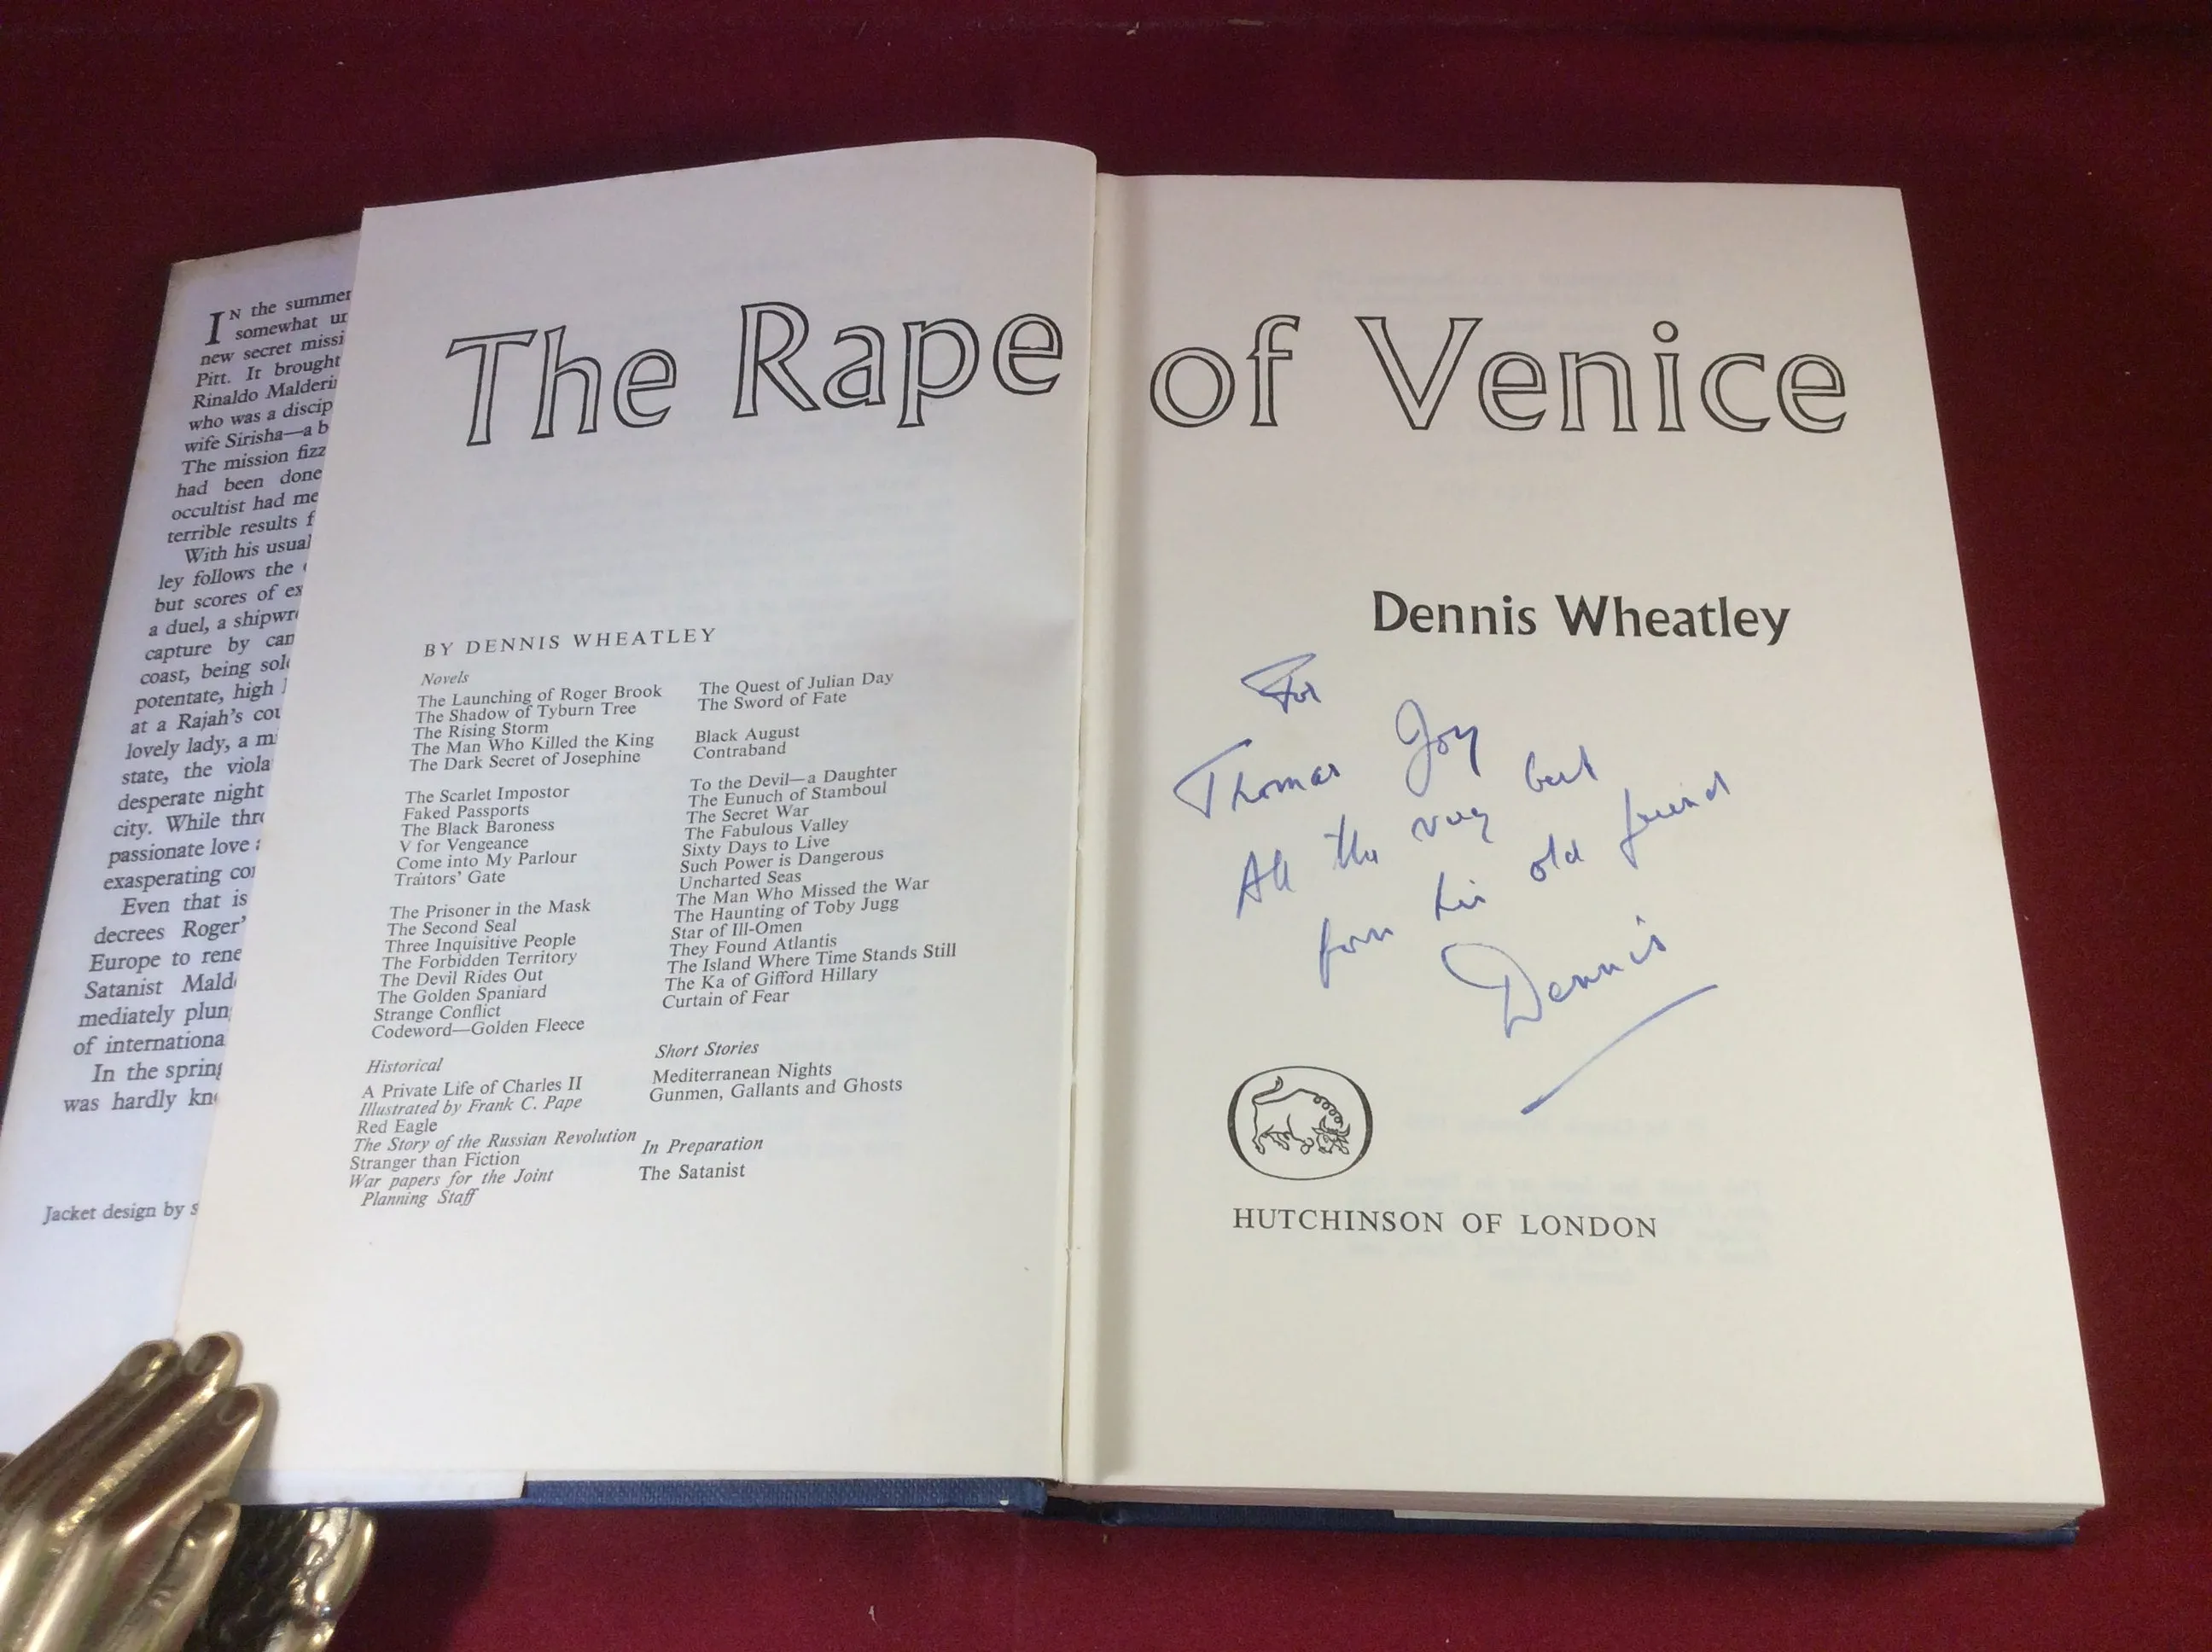 IN the summer
somewhat
new secret
Pitt. It brought
Rinaldo
who was a
wife Sirisha—a
The mission
had been done
occultist had
terrible results
With his usual
ley follows the
but scores of
a duel, a
capture by
coast, being
potentate, high
at a Rajah's
lovely lady, a
state, the
desperate night
city. While
passionate love
exasperating
Even that is
decrees Roger'
Europe to
Satanist
mediately
of
In the
was hardly
Jacket design by
The Rape of Venice
BY DENNIS WHEATLEY
Novels
The Launching of Roger Brook
The Shadow of Tyburn Tree
The Rising Storm
The Man Who Killed the King
The Dark Secret of Josephine
The Scarlet Impostor
Faked Passports
The Black Baroness
V for Vengeance
Come into My Parlour
Traitors' Gate
The Prisoner in the Mask
The Second Seal
Three Inquisitive People
The Forbidden Territory
The Devil Rides Out
The Golden Spaniard
Strange Conflict
Codeword—Golden Fleece
Historical
A Private Life of Charles II
Illustrated by Frank C. Pape
Red Eagle
The Story of the Russian Revolution
Stranger than Fiction
War papers for the Joint
Planning Staff
The Quest of Julian Day
The Sword of Fate
Black August
Contraband
To the Devil—a Daughter
The Eunuch of Stamboul
The Secret War
The Fabulous Valley
Sixty Days to Live
Such Power is Dangerous
Uncharted Seas
The Man Who Missed the War
The Haunting of Toby Jugg
Star of Ill-Omen
They Found Atlantis
The Island Where Time Stands Still
The Ka of Gifford Hillary
Curtain of Fear
Short Stories
Mediterranean Nights
Gunmen, Gallants and Ghosts
In Preparation
The Satanist
Dennis Wheatley
For
Thomas Joy
All the very best
from his old friend
Dennis
HUTCHINSON OF LONDON